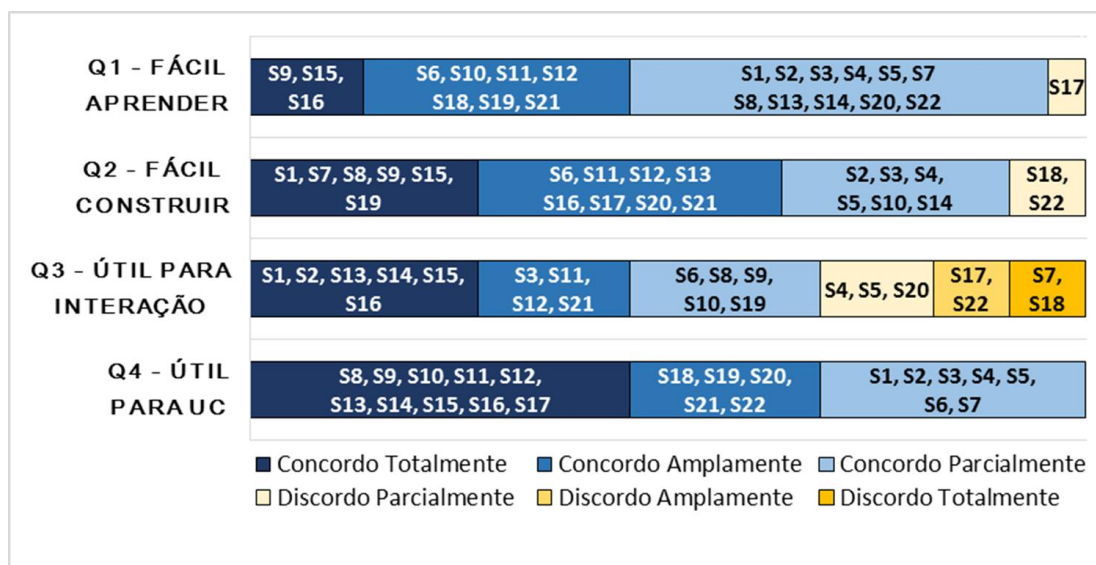 Q1 - FÁCIL
APRENDER
S9, S15,
S16
S6, S10, S11, S12
S18, S19, S21
S1, S2, S3, S4, S5, S7
S8, S13, S14, S20, S22
S17
Q2 - FÁCIL
CONSTRUIR
S1, S7, S8, S9, S15,
S19
S6, S11, S12, S13
S16, S17, S20, S21
S2, S3, S4,
S5, S10, S14
S18,
S22
Q3 - ÚTIL PARA
INTERAÇÃO
S1, S2, S13, S14, S15,
S16
S3, S11,
S12, S21
S6, S8, S9,
S10, S19
S4, S5, S20
S17,
S22
S7,
S18
Q4 - ÚTIL
PARA UC
S8, S9, S10, S11, S12,
S13, S14, S15, S16, S17
S18, S19, S20,
S21, S22
S1, S2, S3, S4, S5,
S6, S7
Concordo Totalmente
Concordo Amplamente
Concordo Parcialmente
Discordo Parcialmente
Discordo Amplamente
Discordo Totalmente